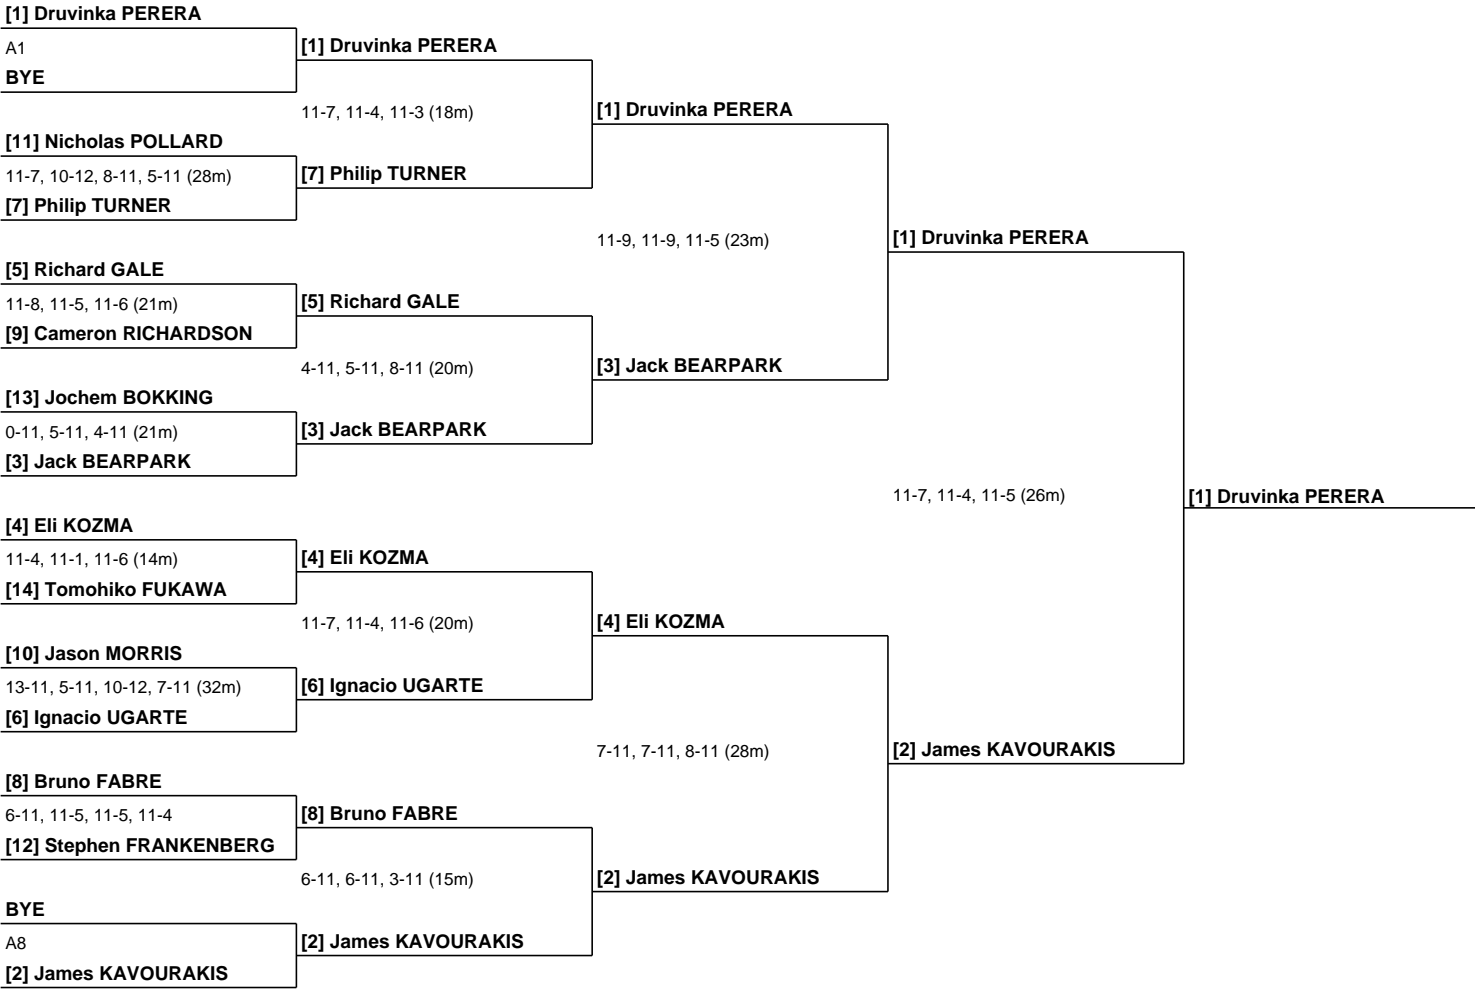 [1] Druvinka PERERA
A1
BYE
[11] Nicholas POLLARD
11-7, 10-12, 8-11, 5-11 (28m)
[7] Philip TURNER
[5] Richard GALE
11-8, 11-5, 11-6 (21m)
[9] Cameron RICHARDSON
[13] Jochem BOKKING
0-11, 5-11, 4-11 (21m)
[3] Jack BEARPARK
[4] Eli KOZMA
11-4, 11-1, 11-6 (14m)
[14] Tomohiko FUKAWA
[10] Jason MORRIS
13-11, 5-11, 10-12, 7-11 (32m)
[6] Ignacio UGARTE
[8] Bruno FABRE
6-11, 11-5, 11-5, 11-4
[12] Stephen FRANKENBERG
BYE
A8
[2] James KAVOURAKIS
[1] Druvinka PERERA
11-7, 11-4, 11-3 (18m)
[7] Philip TURNER
[5] Richard GALE
4-11, 5-11, 8-11 (20m)
[3] Jack BEARPARK
[4] Eli KOZMA
11-7, 11-4, 11-6 (20m)
[6] Ignacio UGARTE
[8] Bruno FABRE
6-11, 6-11, 3-11 (15m)
[2] James KAVOURAKIS
[1] Druvinka PERERA
11-9, 11-9, 11-5 (23m)
[3] Jack BEARPARK
[4] Eli KOZMA
7-11, 7-11, 8-11 (28m)
[2] James KAVOURAKIS
[1] Druvinka PERERA
11-7, 11-4, 11-5 (26m)
[2] James KAVOURAKIS
[1] Druvinka PERERA